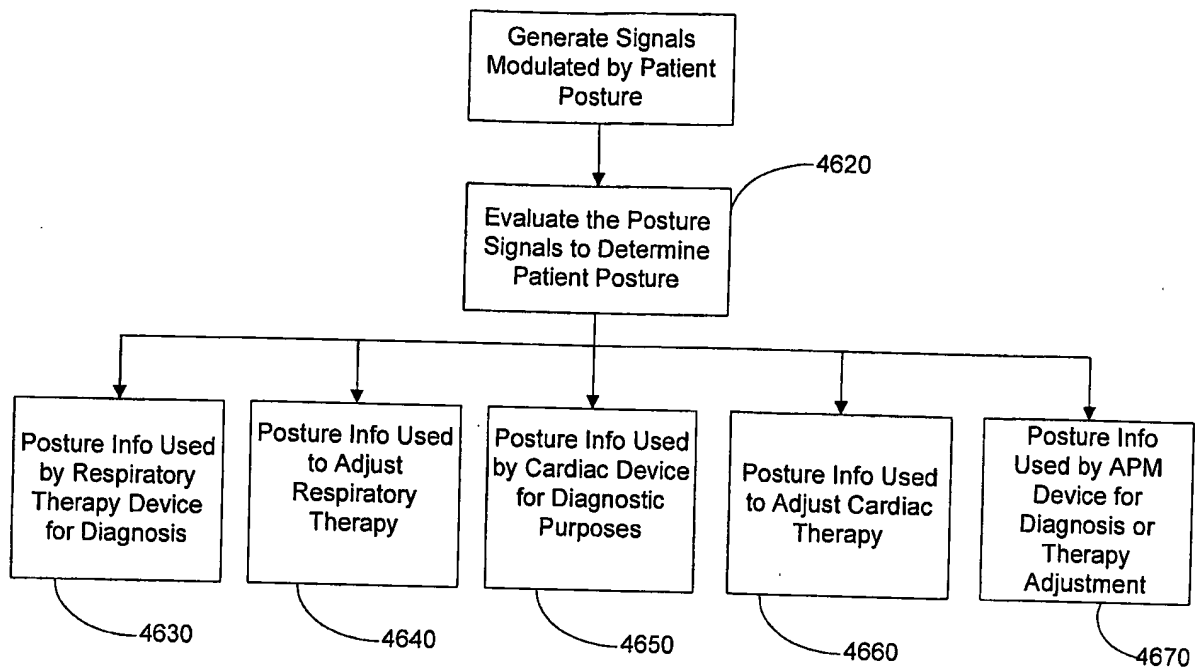 Generate Signals
Modulated by Patient
Posture
4620
Evaluate the Posture
Signals to Determine
Patient Posture
Posture Info Used
by Respiratory
Therapy Device
for Diagnosis
Posture Info Used
to Adjust
Respiratory
Therapy
Posture Info Used
by Cardiac Device
for Diagnostic
Purposes
Posture Info Used
to Adjust Cardiac
Therapy
Posture Info
Used by APM
Device for
Diagnosis or
Therapy
Adjustment
4630
4640
4650
4660
4670